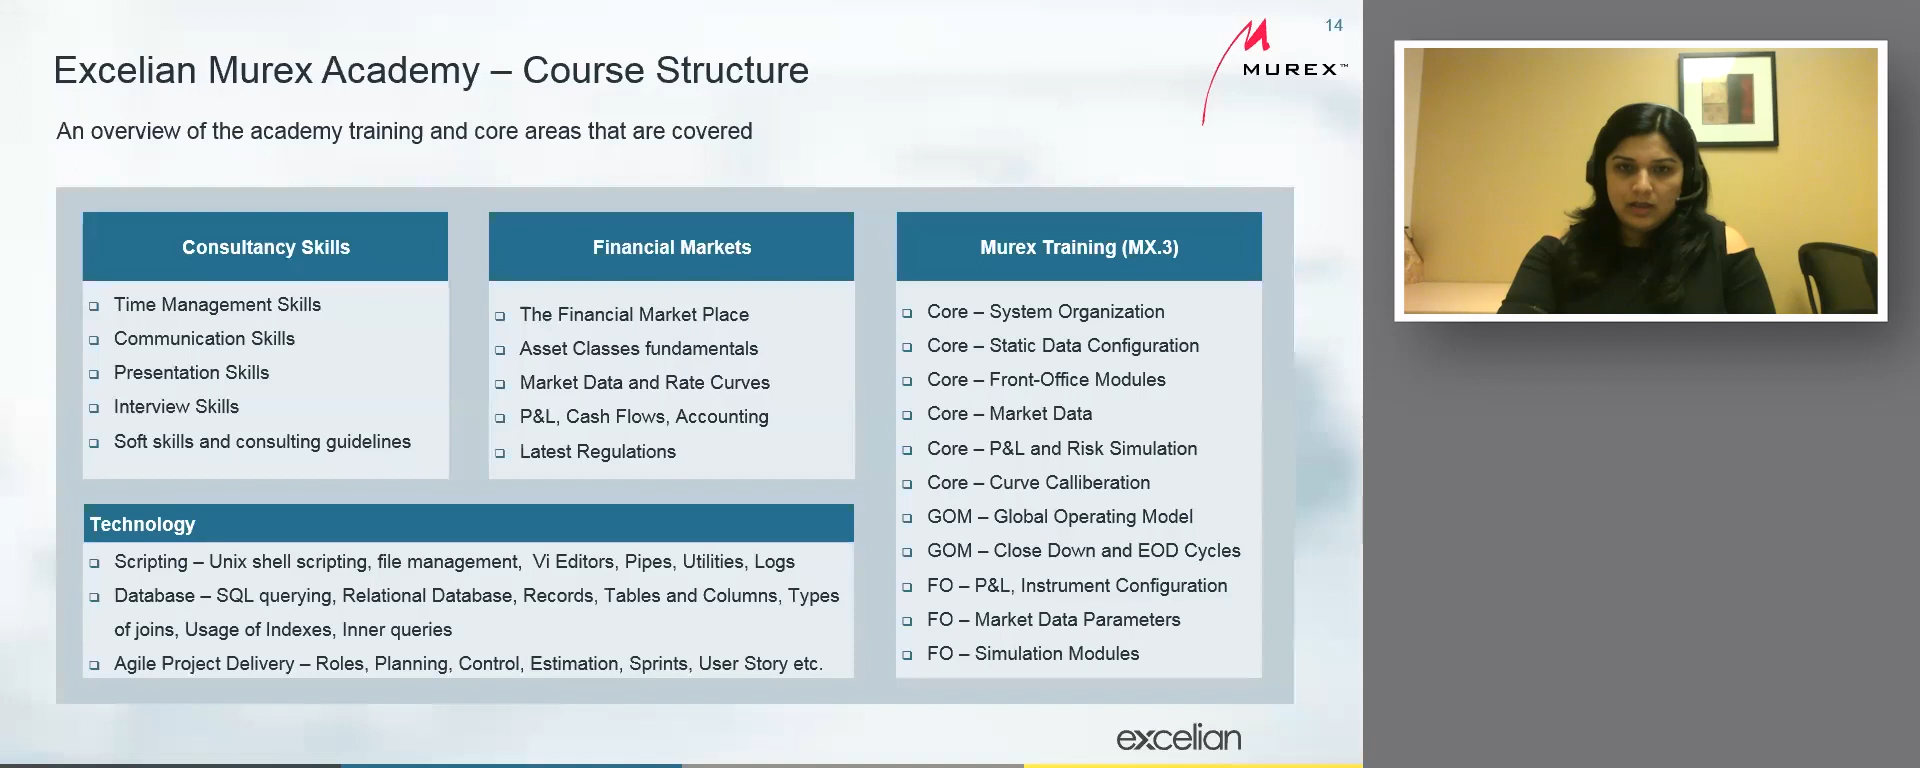 14
MUREX™
Excelian Murex Academy – Course Structure
An overview of the academy training and core areas that are covered
Consultancy Skills
Time Management Skills
Communication Skills
Presentation Skills
Interview Skills
Soft skills and consulting guidelines
Financial Markets
The Financial Market Place
Asset Classes fundamentals
Market Data and Rate Curves
P&L, Cash Flows, Accounting
Latest Regulations
Technology
Scripting – Unix shell scripting, file management, Vi Editors, Pipes, Utilities, Logs
Database – SQL querying, Relational Database, Records, Tables and Columns, Types
of joins, Usage of Indexes, Inner queries
Agile Project Delivery – Roles, Planning, Control, Estimation, Sprints, User Story etc.
Murex Training (MX.3)
Core – System Organization
Core – Static Data Configuration
Core – Front-Office Modules
Core – Market Data
Core – P&L and Risk Simulation
Core – Curve Calliberation
GOM – Global Operating Model
GOM – Close Down and EOD Cycles
FO – P&L, Instrument Configuration
FO – Market Data Parameters
FO – Simulation Modules
excelian